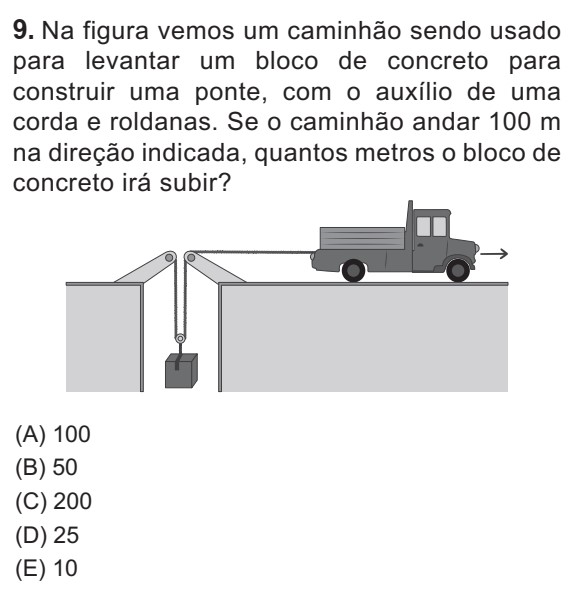 9. Na figura vemos um caminhão sendo usado
para levantar um bloco de concreto para
construir uma ponte, com o auxílio de uma
corda e roldanas. Se o caminhão andar 100 m
na direção indicada, quantos metros o bloco de
concreto irá subir?
(A) 100
(B) 50
(C) 200
(D) 25
(E) 10